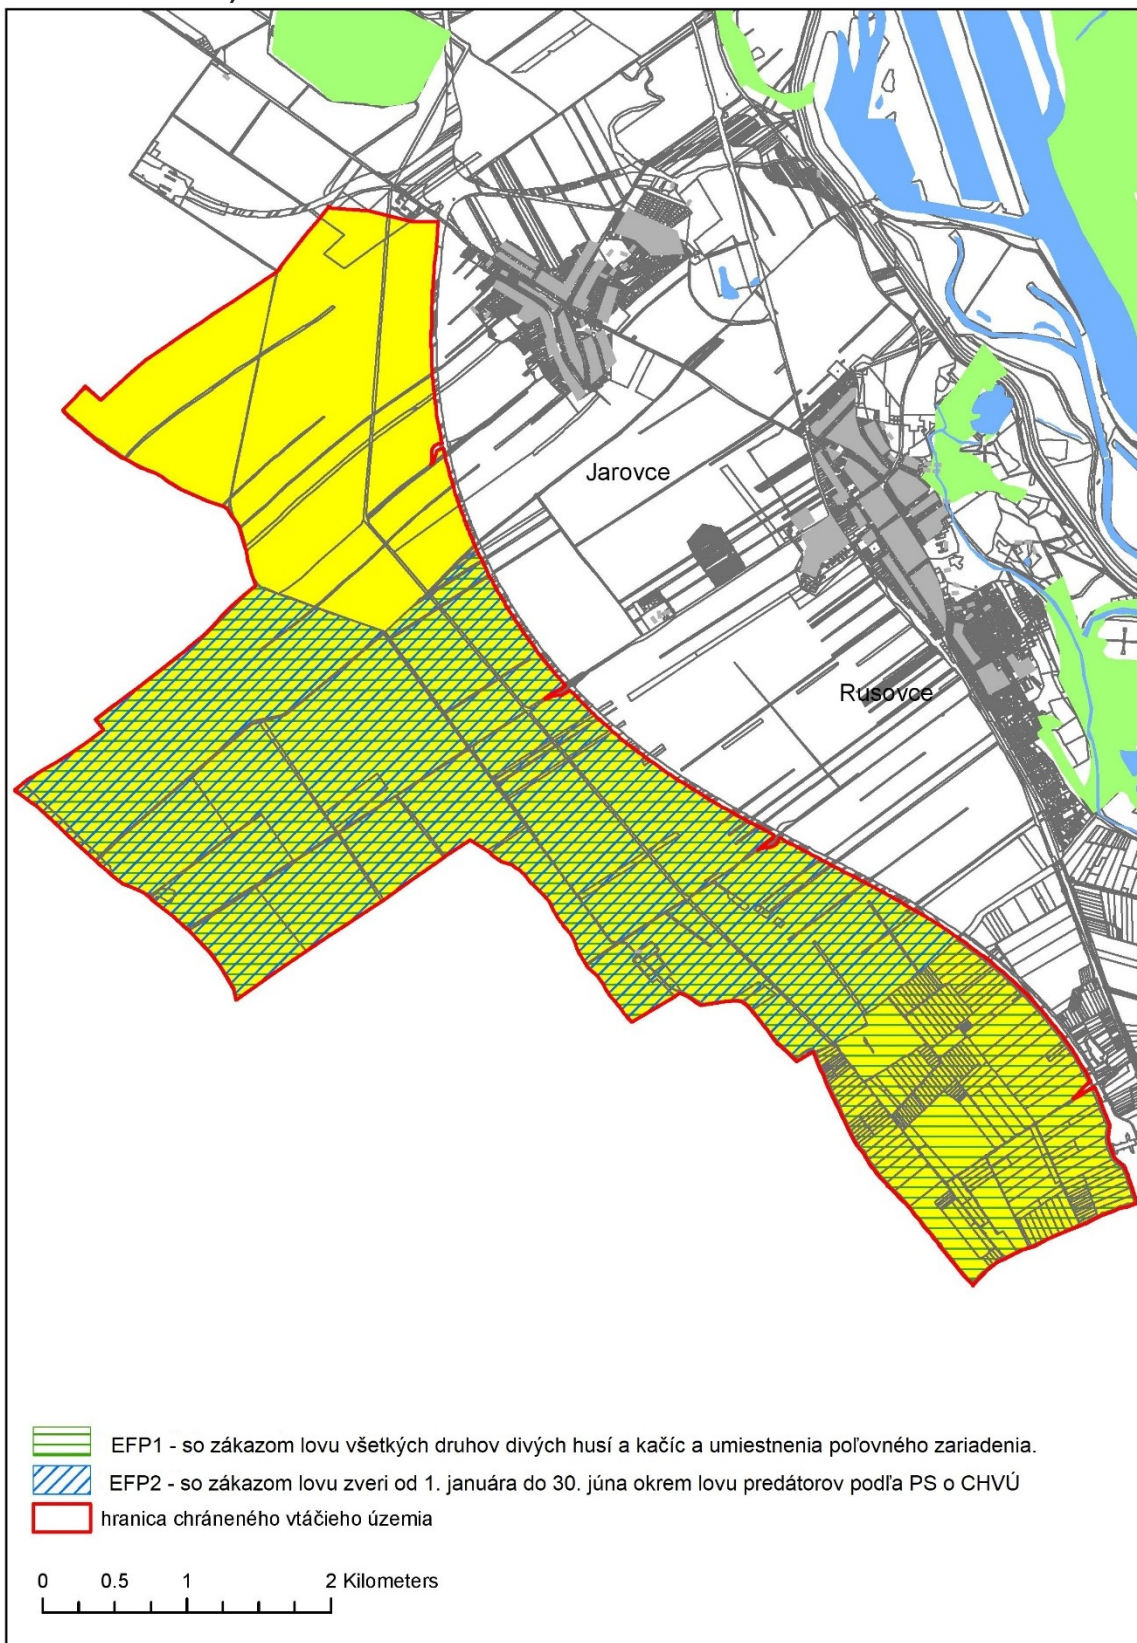 Jarovce
Rusovce
EFP1 - so zákazom lovu všetkých druhov divých husí a kačíc a umiestnenia poľovného zariadenia.
EFP2 - so zákazom lovu zveri od 1. januára do 30. júna okrem lovu predátorov podľa PS o CHVÚ
hranica chráneného vtáčieho územia
0 0.5 1 2 Kilometers